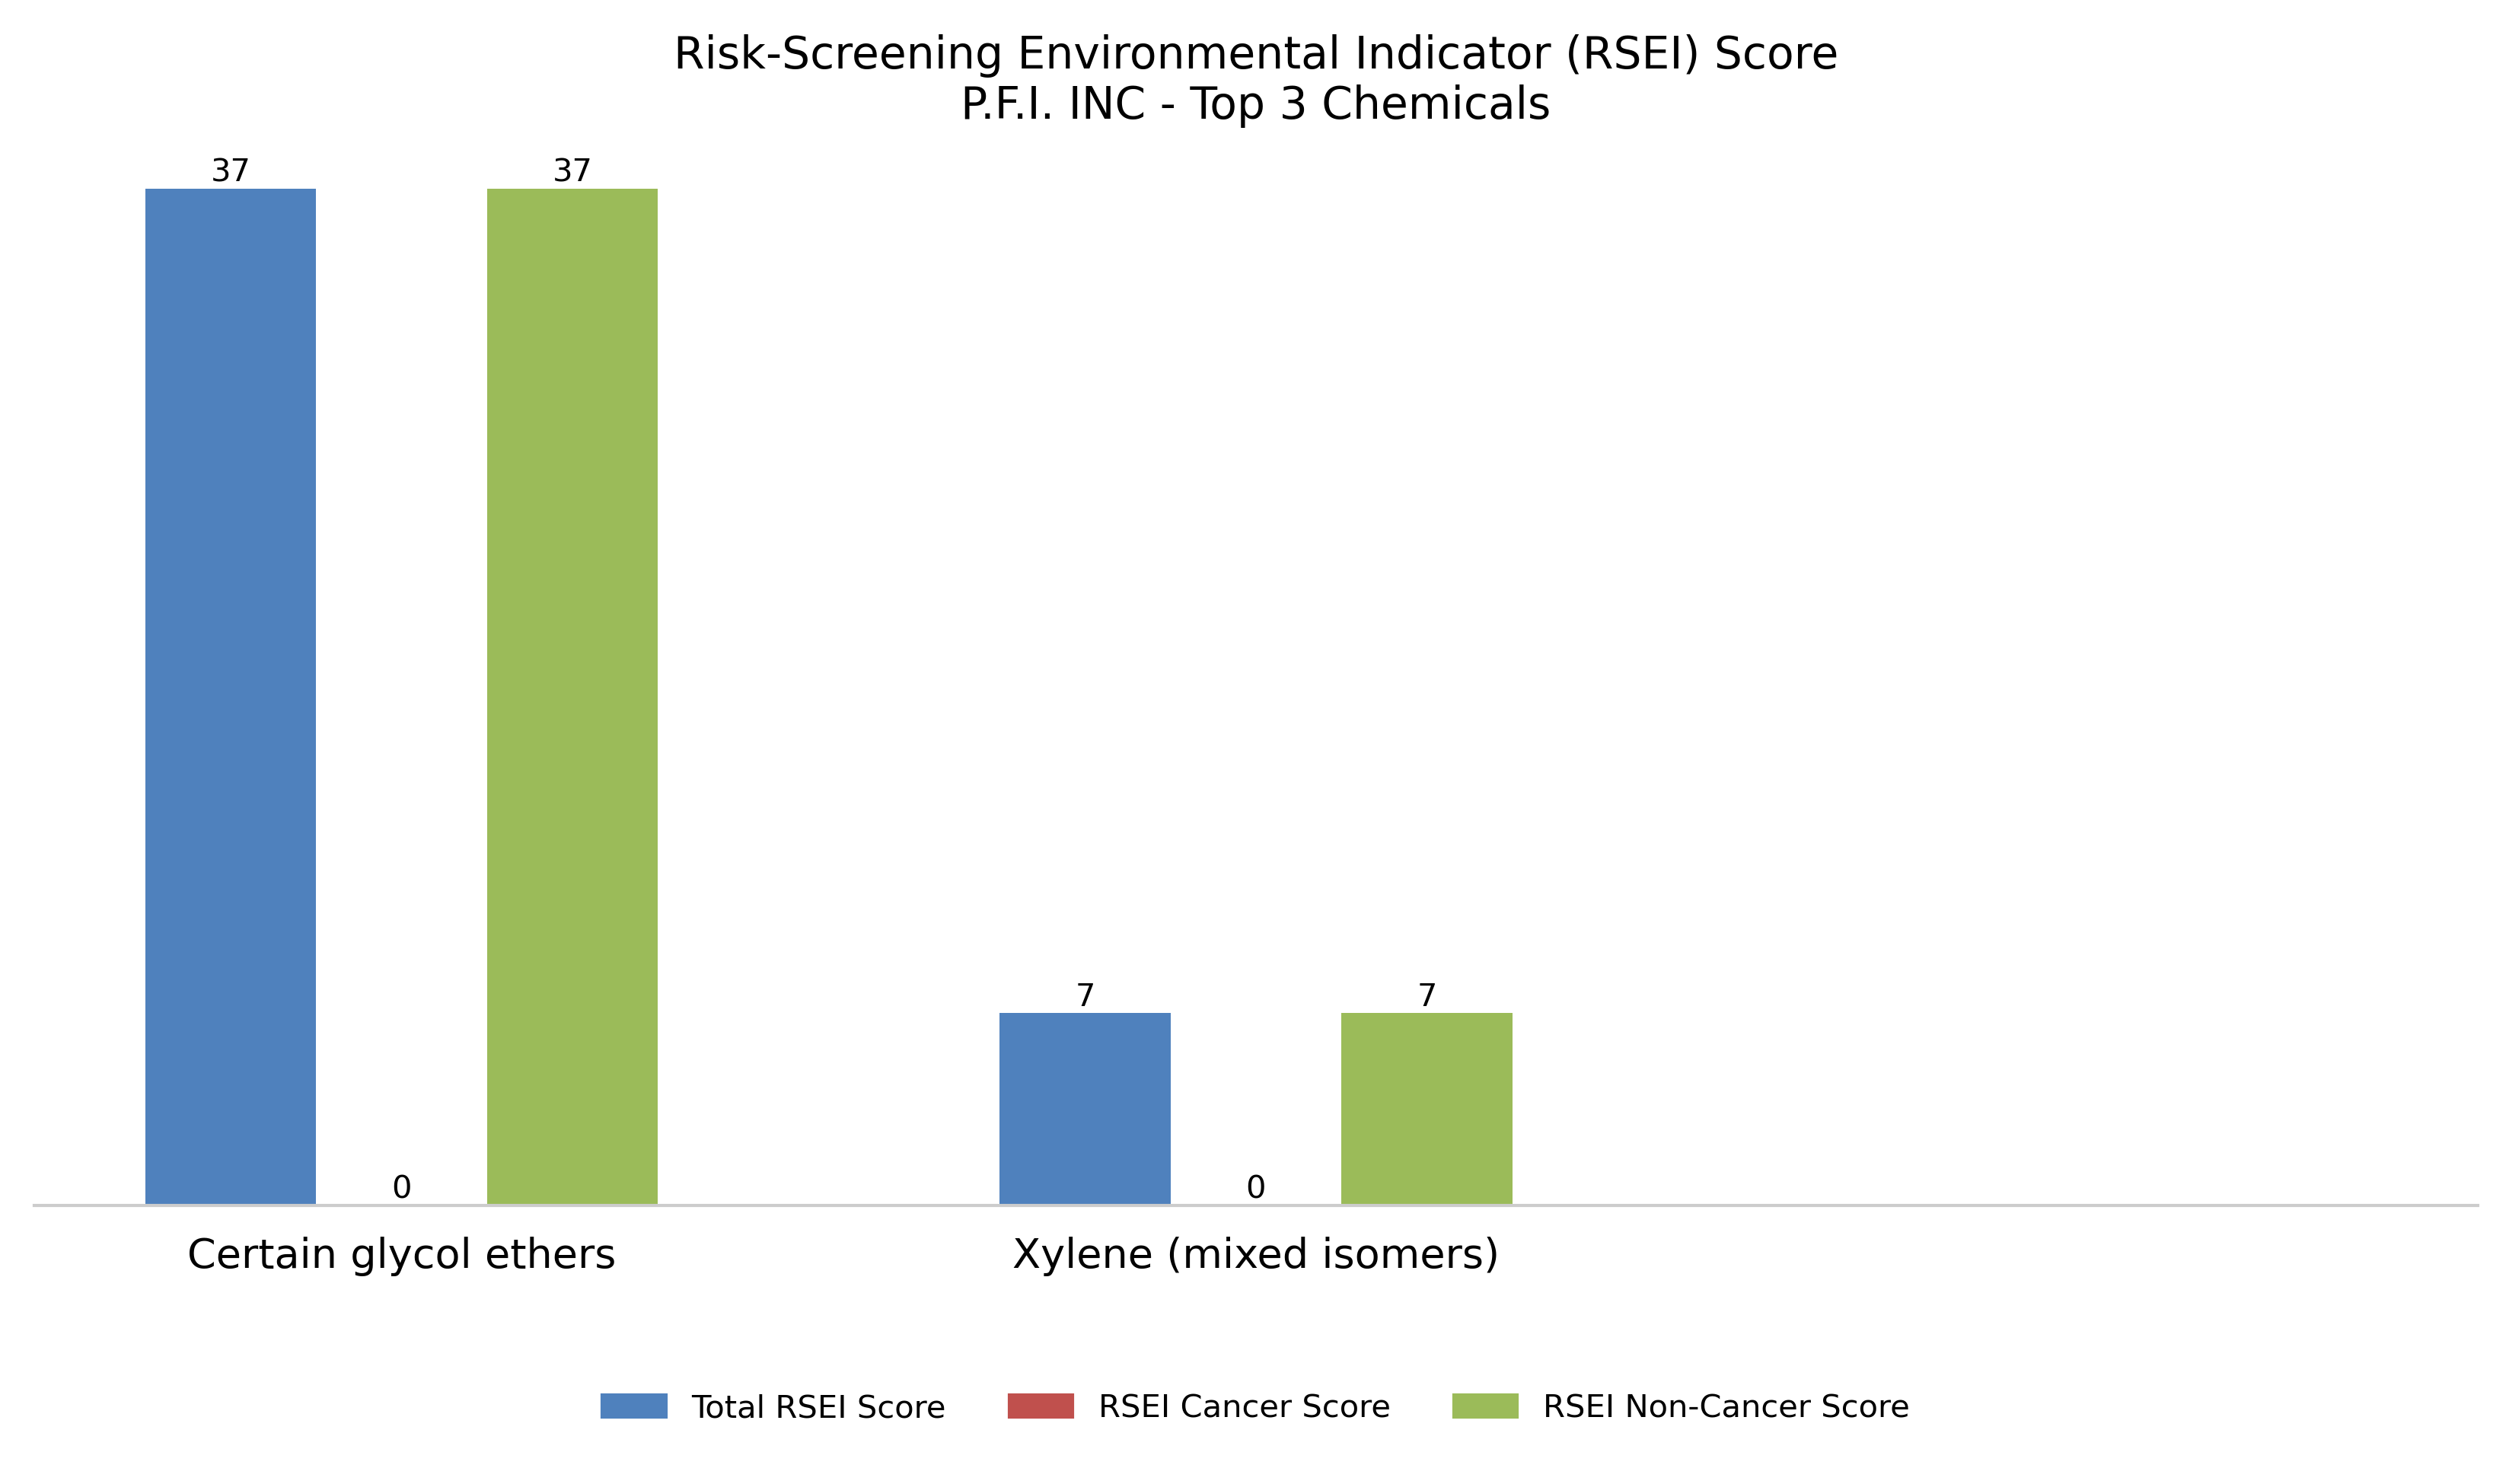 Risk-Screening Environmental Indicator (RSEI) Score
P.F.I. INC - Top 3 Chemicals
37
37
7
7
0
0
Certain glycol ethers
Xylene (mixed isomers)
Total RSEI Score
RSEI Cancer Score
RSEI Non-Cancer Score